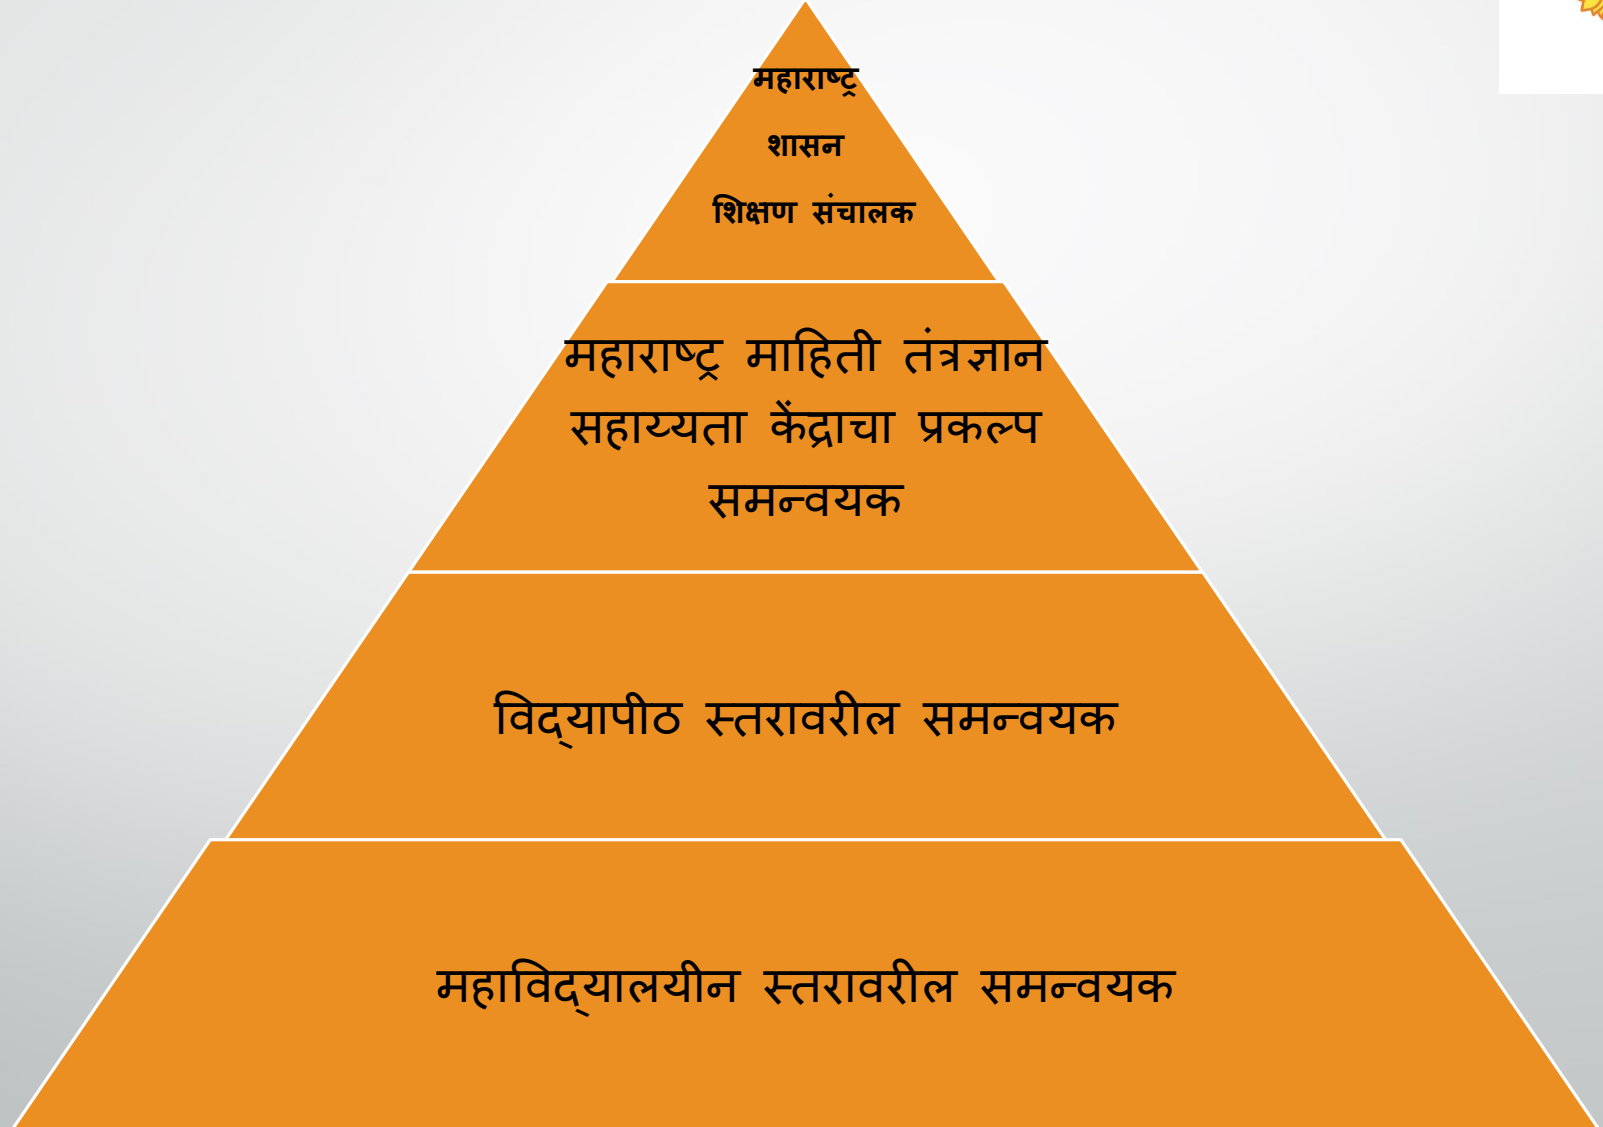 महाराष्ट्र
शासन
शिक्षण संचालक
महाराष्ट्र माहिती तंत्रज्ञान
सहाय्यता केंद्राचा प्रकल्प
समन्वयक
विद्‌यापीठ स्तरावरील समन्वयक
महाविद्‌यालयीन स्तरावरील समन्वयक